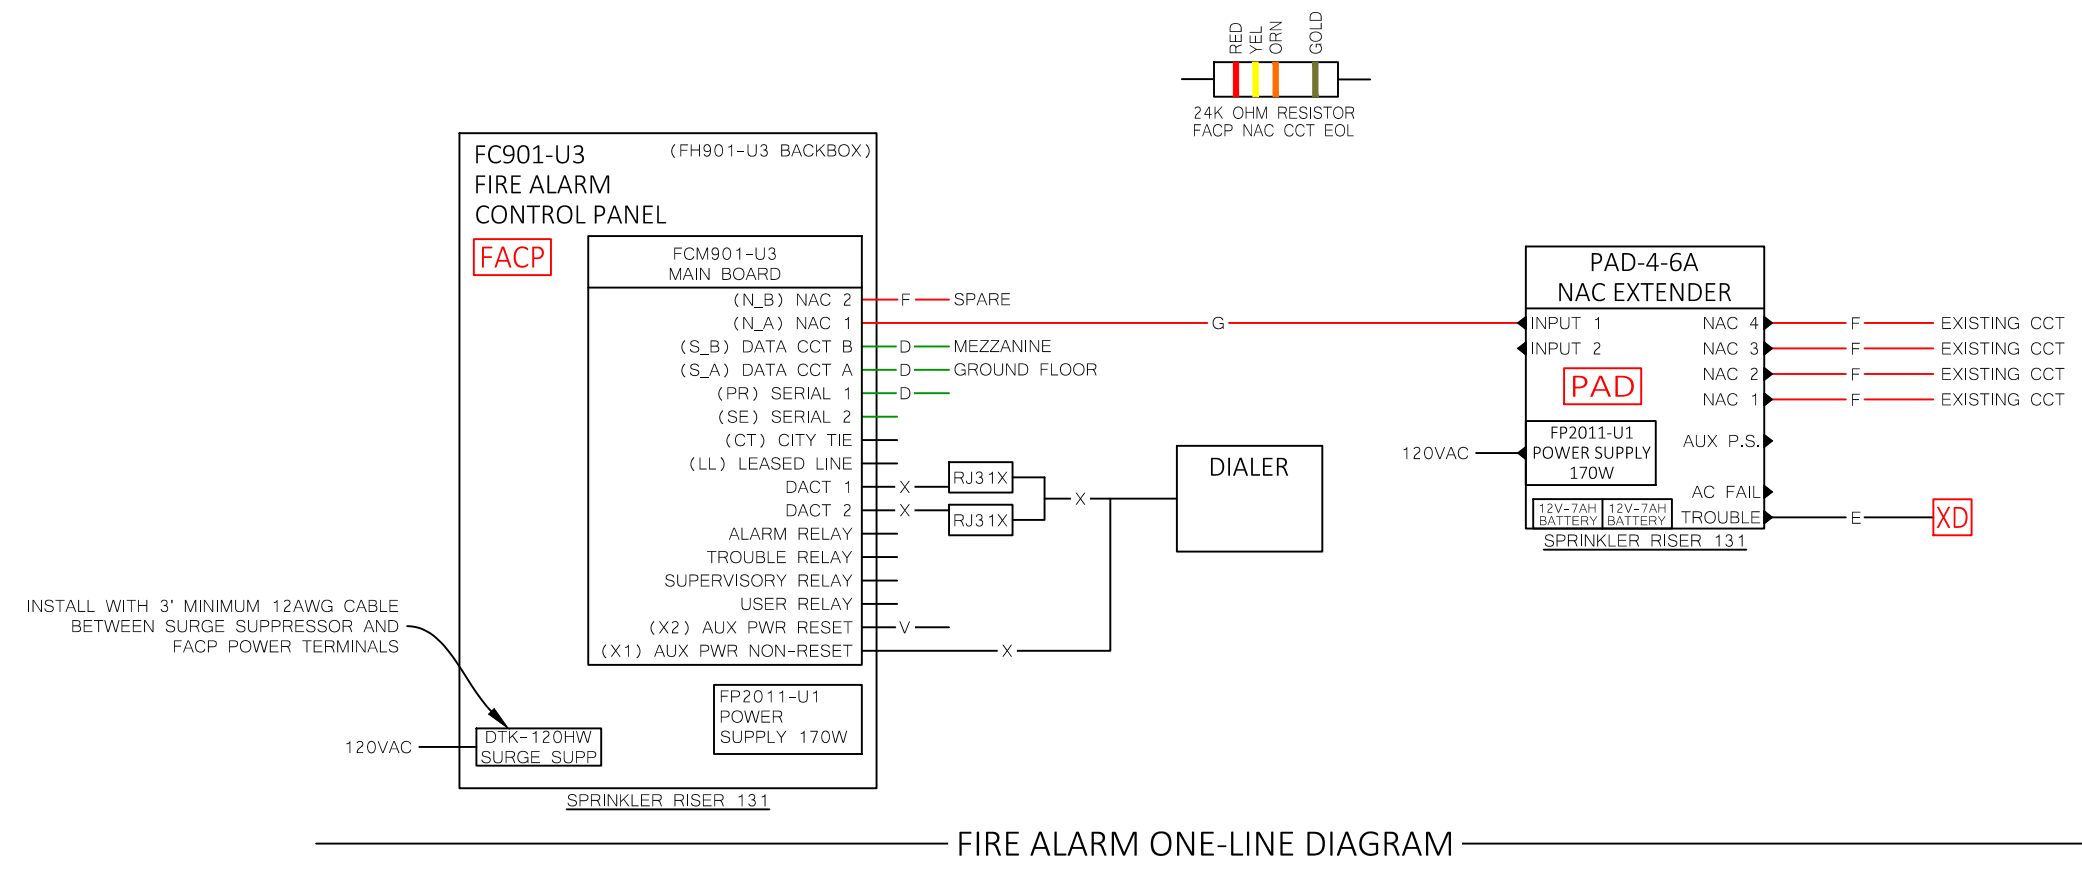 RED
YEL
ORN
GOLD
24K OHM RESISTOR
FACP NAC CCT EOL
FC901-U3
(FH901-U3 BACKBOX)
FIRE ALARM
CONTROL PANEL
FACP
FCM901-U3
MAIN BOARD
(N_B) NAC 2
F
SPARE
(N_A) NAC 1
G
(S_B) DATA CCT B
D
MEZZANINE
(S_A) DATA CCT A
D
GROUND FLOOR
(PR) SERIAL 1
D
(SE) SERIAL 2
(CT) CITY TIE
(LL) LEASED LINE
DACT 1
X
RJ31X
DACT 2
X
RJ31X
X
DIALER
ALARM RELAY
TROUBLE RELAY
SUPERVISORY RELAY
USER RELAY
(X2) AUX PWR RESET
V
(X1) AUX PWR NON-RESET
X
FP2011-U1
POWER
SUPPLY 170W
INSTALL WITH 3' MINIMUM 12AWG CABLE
BETWEEN SURGE SUPPRESSOR AND
FACP POWER TERMINALS
120VAC
DTK-120HW
SURGE SUPP
SPRINKLER RISER 131
PAD-4-6A
NAC EXTENDER
INPUT 1
NAC 4
F
EXISTING CCT
INPUT 2
NAC 3
F
EXISTING CCT
PAD
NAC 2
F
EXISTING CCT
NAC 1
F
EXISTING CCT
120VAC
FP2011-U1
POWER SUPPLY
170W
AUX P.S.
AC FAIL
12V-7AH
BATTERY
12V-7AH
BATTERY
TROUBLE
E
XD
SPRINKLER RISER 131
FIRE ALARM ONE-LINE DIAGRAM